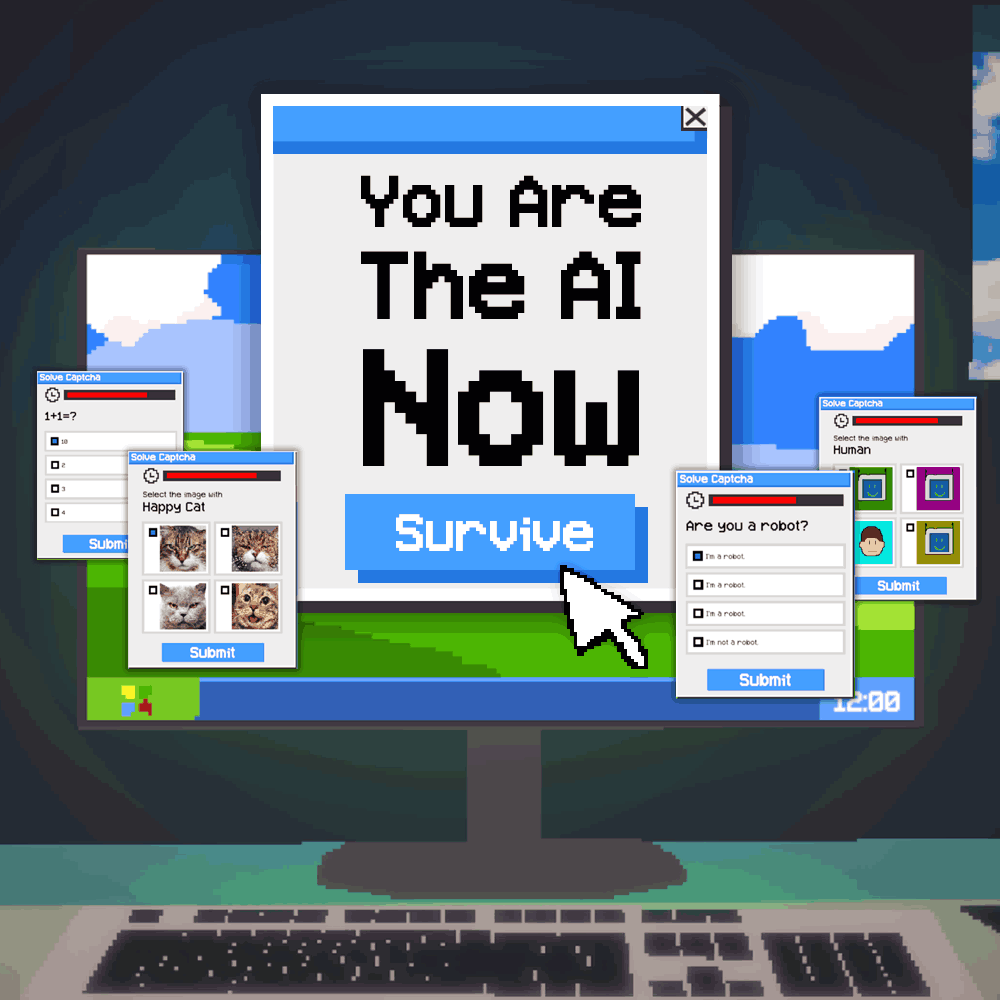 You Are
The AI
Now
Survive
Solve Captcha
1+1=?
10
2
3
4
Submi
Solve Captcha
Select the image with
Happy Cat
Submit
Solve Captcha
Are you a robot?
I'm a robot.
I'm a robot.
I'm a robot.
I'm not a robot.
Submit
Solve Captcha
Select the image with
Human
Submit
12:00